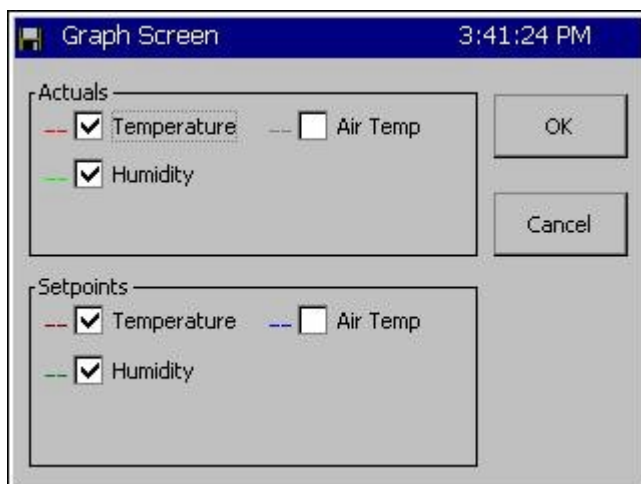 Graph Screen 3:41:24 PM
Actuals
Temperature Air Temp
Humidity
OK
Cancel
Setpoints
Temperature Air Temp
Humidity